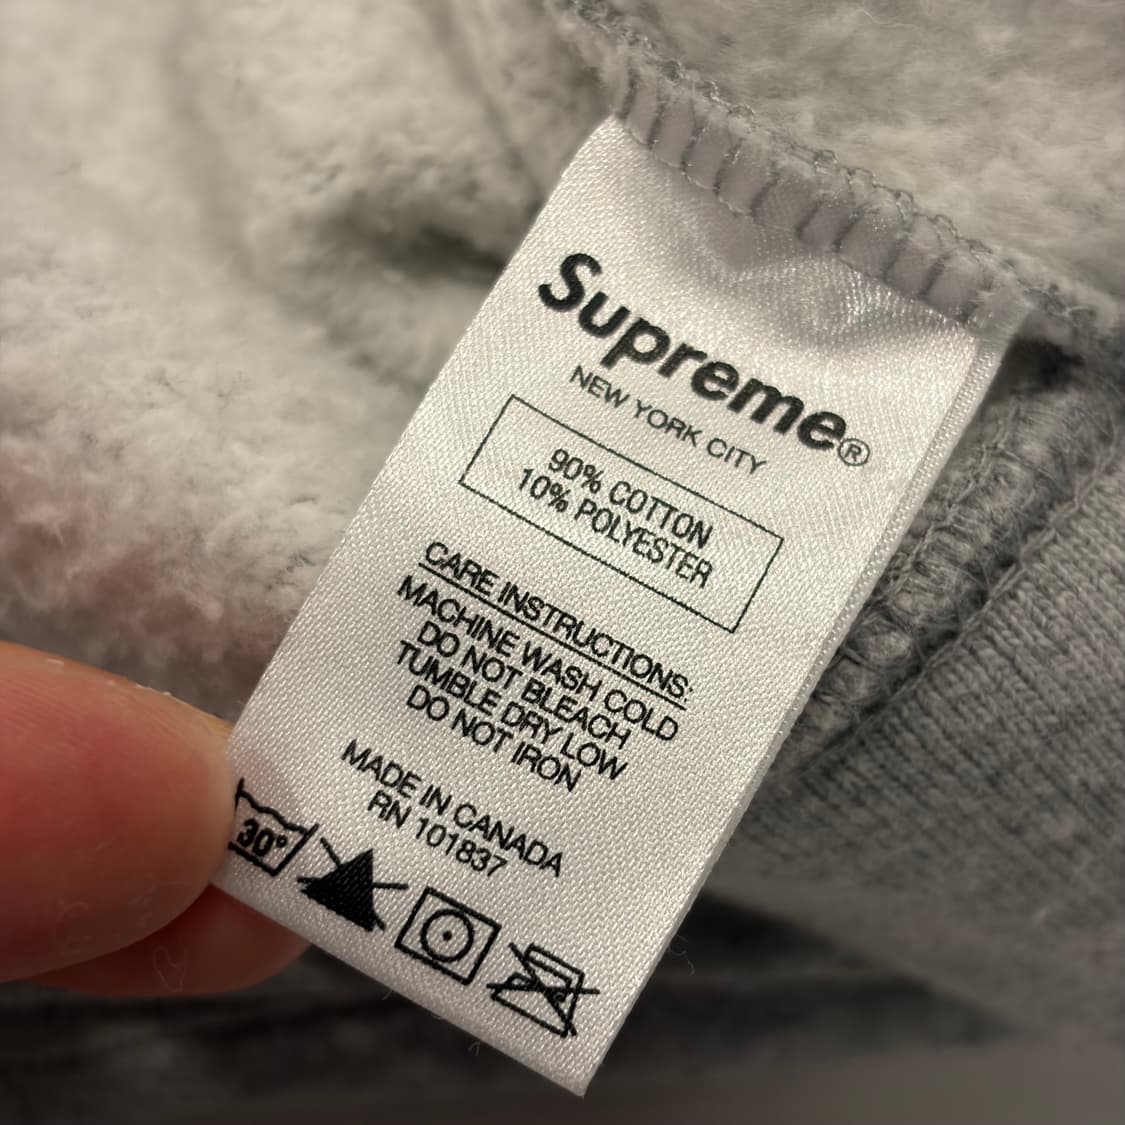 Supreme®
NEW YORK CITY
90% COTTON
10% POLYESTER
CARE INSTRUCTIONS:
MACHINE WASH COLD
DO NOT BLEACH
TUMBLE DRY LOW
DO NOT IRON
MADE IN CANADA
RN 101837
30°